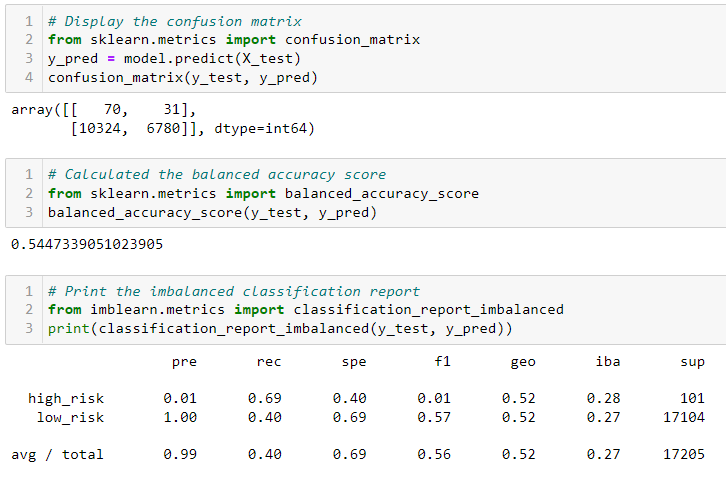 1 # Display the confusion matrix
2 from sklearn.metrics import confusion_matrix
3 y_pred = model.predict(X_test)
4 confusion_matrix(y_test, y_pred)
array([[   70,    31],
       [10324,  6780]], dtype=int64)
1 # Calculated the balanced accuracy score
2 from sklearn.metrics import balanced_accuracy_score
3 balanced_accuracy_score(y_test, y_pred)
0.5447339051023905
1 # Print the imbalanced classification report
2 from imblearn.metrics import classification_report_imbalanced
3 print(classification_report_imbalanced(y_test, y_pred))
pre rec spe f1 geo iba sup
high_risk 0.01 0.69 0.40 0.01 0.52 0.28 101
low_risk 1.00 0.40 0.69 0.57 0.52 0.27 17104
avg / total 0.99 0.40 0.69 0.56 0.52 0.27 17205